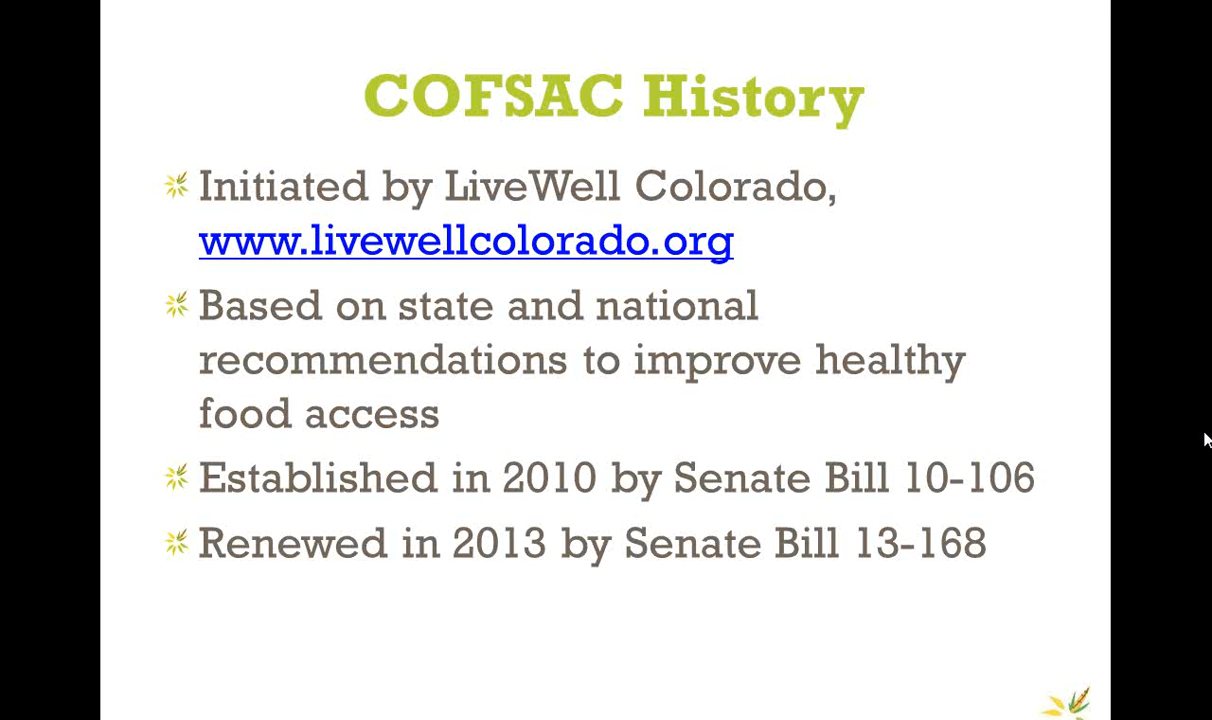 COFSAC History
Initiated by LiveWell Colorado,
www.livewellcolorado.org
Based on state and national
recommendations to improve healthy
food access
Established in 2010 by Senate Bill 10-106
Renewed in 2013 by Senate Bill 13-168